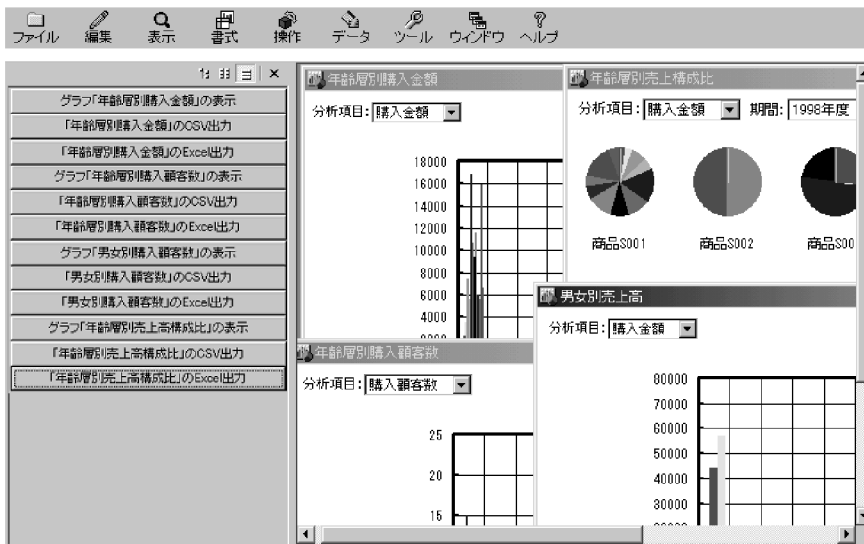 ファイル 編集 表示 書式 操作 データ ツール ウィンドウ ヘルプ
グラフ「年齢層別購入金額」の表示
「年齢層別購入金額」のCSV出力
「年齢層別購入金額」のExcel出力
グラフ「年齢層別購入顧客数」の表示
「年齢層別購入顧客数」のCSV出力
「年齢層別購入顧客数」のExcel出力
グラフ「男女別購入顧客数」の表示
「男女別購入顧客数」のCSV出力
「男女別購入顧客数」のExcel出力
グラフ「年齢層別売上高構成比」の表示
「年齢層別売上高構成比」のCSV出力
「年齢層別売上高構成比」のExcel出力
年齢層別購入金額
分析項目: 購入金額
18000
16000
14000
12000
10000
8000
6000
4000
年齢層別売上構成比
分析項目: 購入金額 期間: 1998年度
商品S001 商品S002 商品S00
年齢層別購入顧客数
分析項目: 購入顧客数
25
20
15
男女別売上高
分析項目: 購入金額
80000
70000
60000
50000
40000
30000